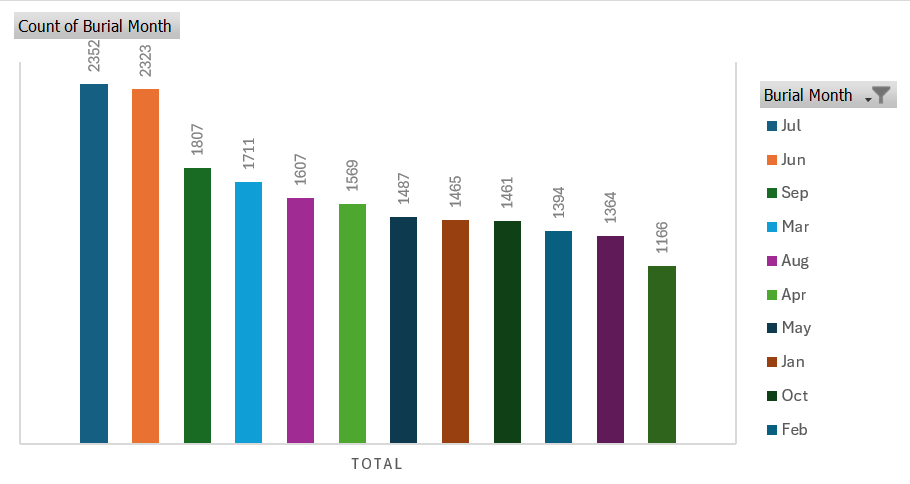 Count of Burial Month
2352
2323
1807
1711
1607
1569
1487
1465
1461
1394
1364
1166
TOTAL
Burial Month
Jul
Jun
Sep
Mar
Aug
Apr
May
Jan
Oct
Feb